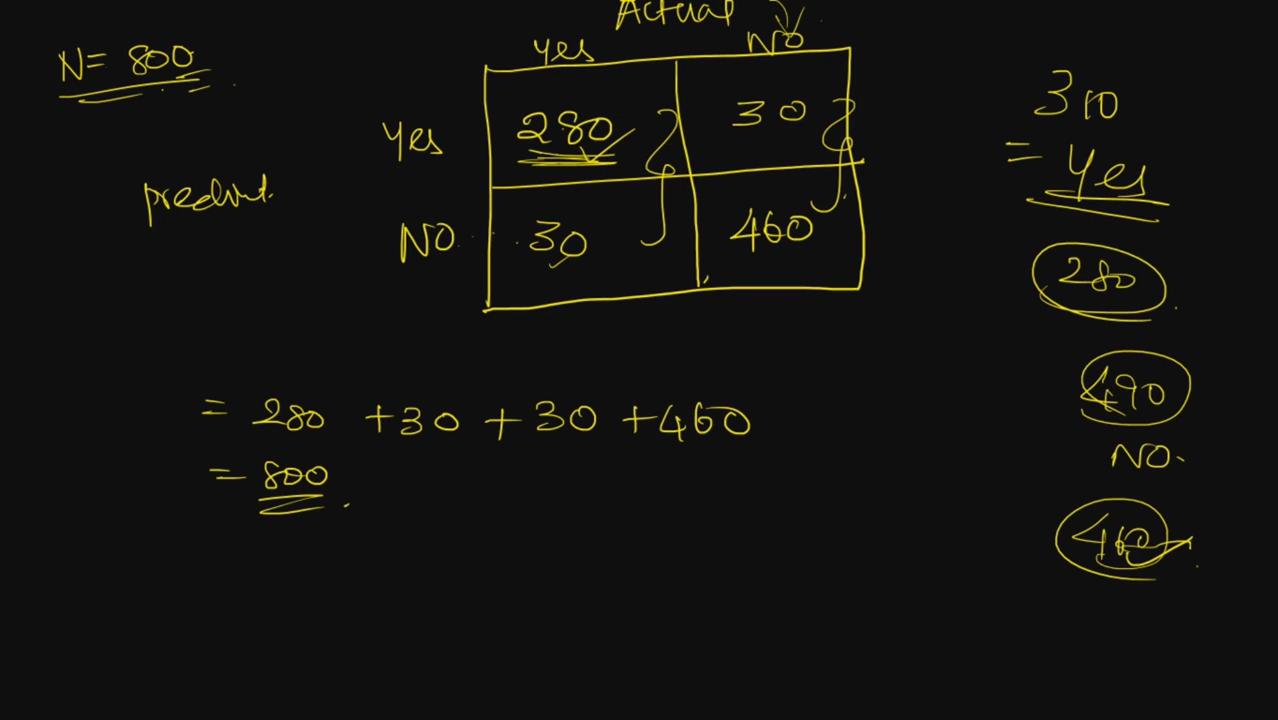 Actual
N= 800
yes NO
Yes 280 30
predict.
NO 30 460
310
= Yes
280
490
NO.
460
= 280 +30 + 30 +460
= 800